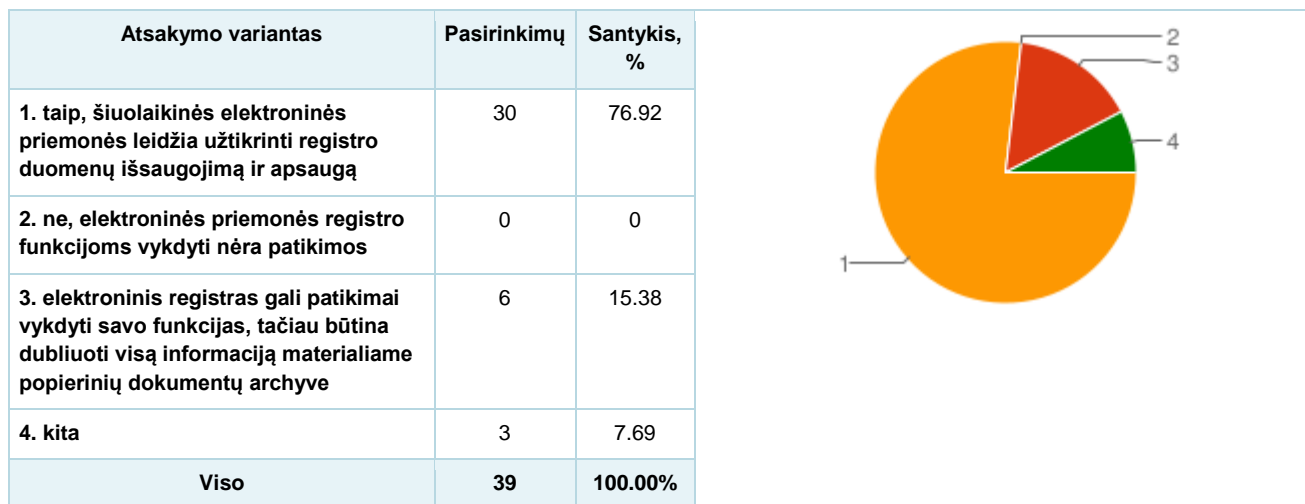 Atsakymo variantas Pasirinkimų Santykis,
%
1. taip, šiuolaikinės elektroninės
priemonės leidžia užtikrinti registro
duomenų išsaugojimą ir apsaugą
30 76.92
2. ne, elektroninės priemonės registro
funkcijoms vykdyti nėra patikimos
0 0
3. elektroninis registras gali patikimai
vykdyti savo funkcijas, tačiau būtina
dubliuoti visą informaciją materialiame
popierinių dokumentų archyve
6 15.38
4. kita 3 7.69
Viso 39 100.00%
2
3
4
1